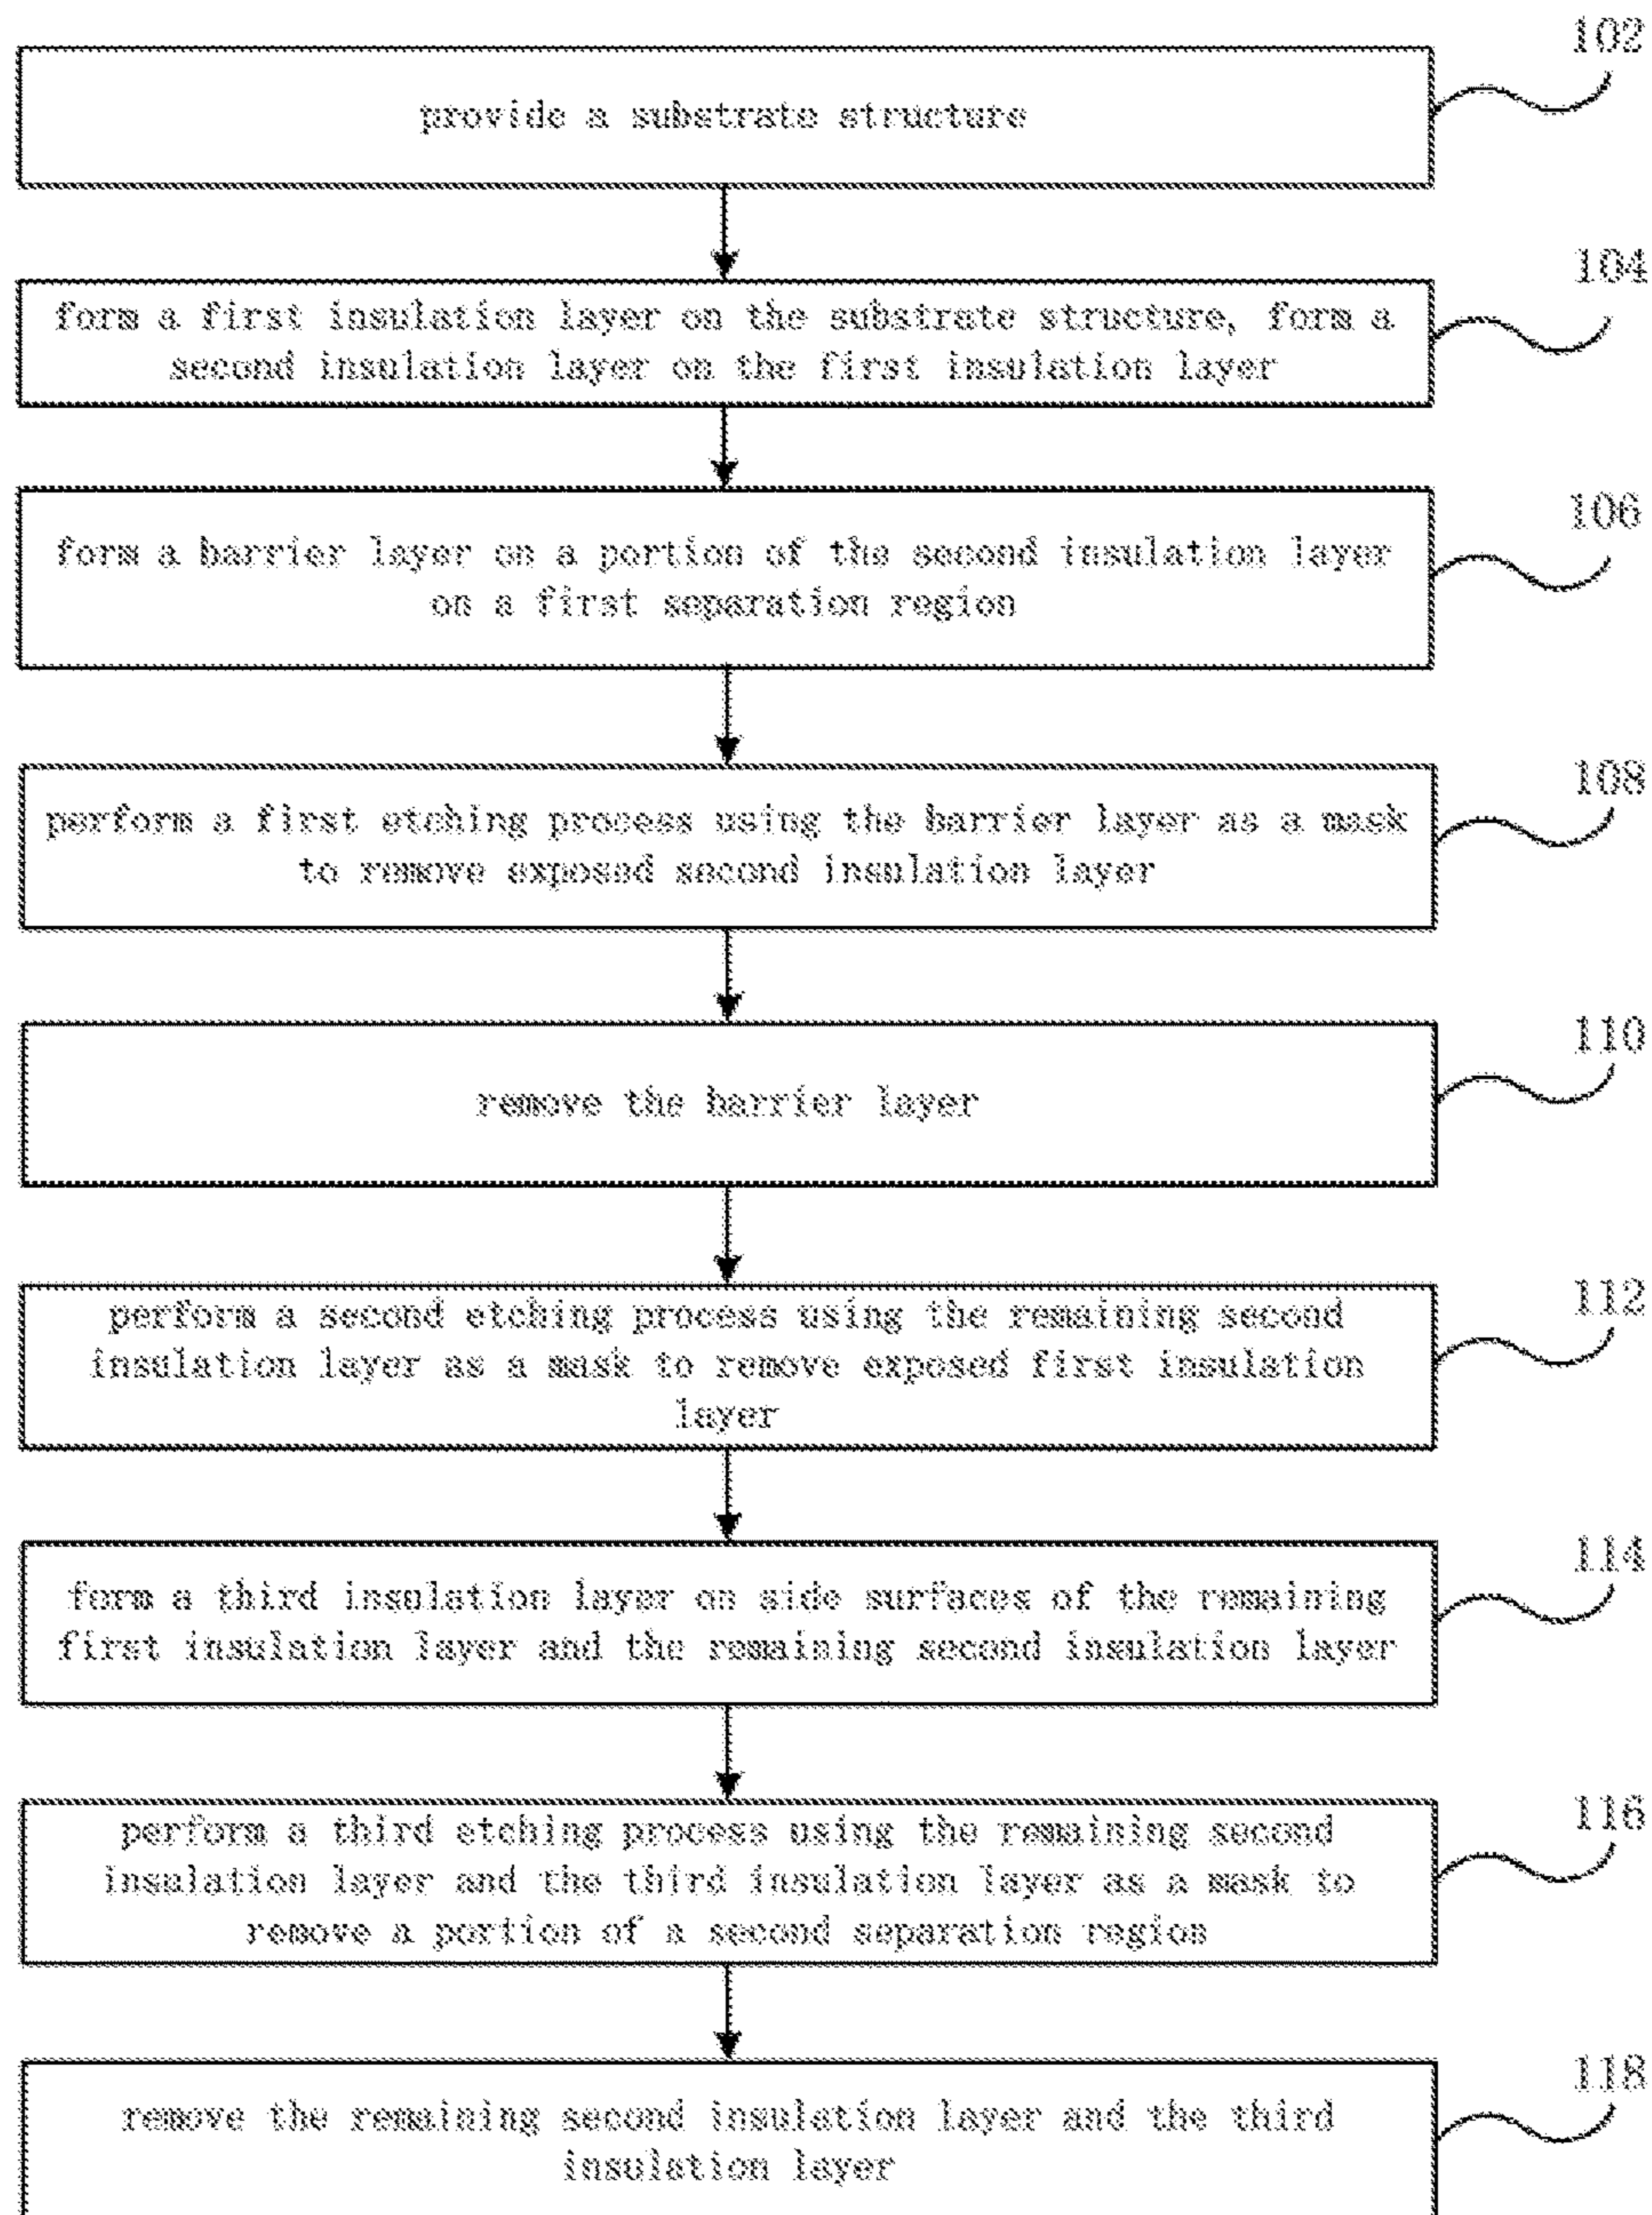 102
provide a substrate structure
104
form a first insulation layer on the substrate structure, form a
second insulation layer on the first insulation layer
106
form a barrier layer on a portion of the second insulation layer
on a first separation region
108
perform a first etching process using the barrier layer as a mask
to remove exposed second insulation layer
110
remove the barrier layer
112
perform a second etching process using the remaining second
insulation layer as a mask to remove exposed first insulation
layer
114
form a third insulation layer on side surfaces of the remaining
first insulation layer and the remaining second insulation layer
116
perform a third etching process using the remaining second
insulation layer and the third insulation layer as a mask to
remove a portion of a second separation region
118
remove the remaining second insulation layer and the third
insulation layer